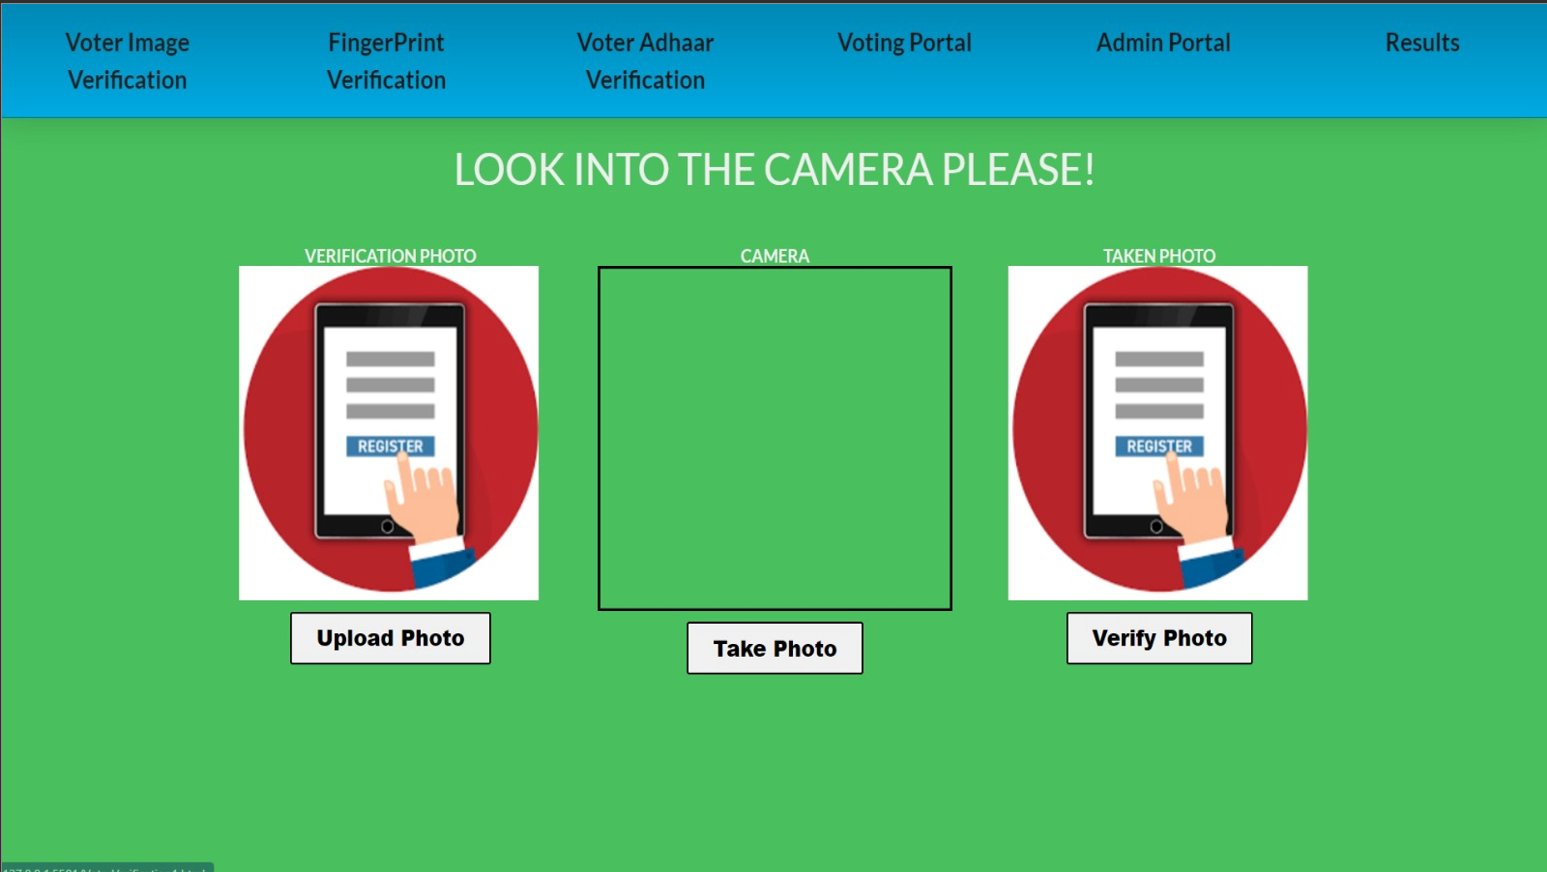 Voter Image
Verification
FingerPrint
Verification
Voter Adhaar
Verification
Voting Portal
Admin Portal
Results
LOOK INTO THE CAMERA PLEASE!
VERIFICATION PHOTO
CAMERA
TAKEN PHOTO
REGISTER
REGISTER
Upload Photo
Take Photo
Verify Photo